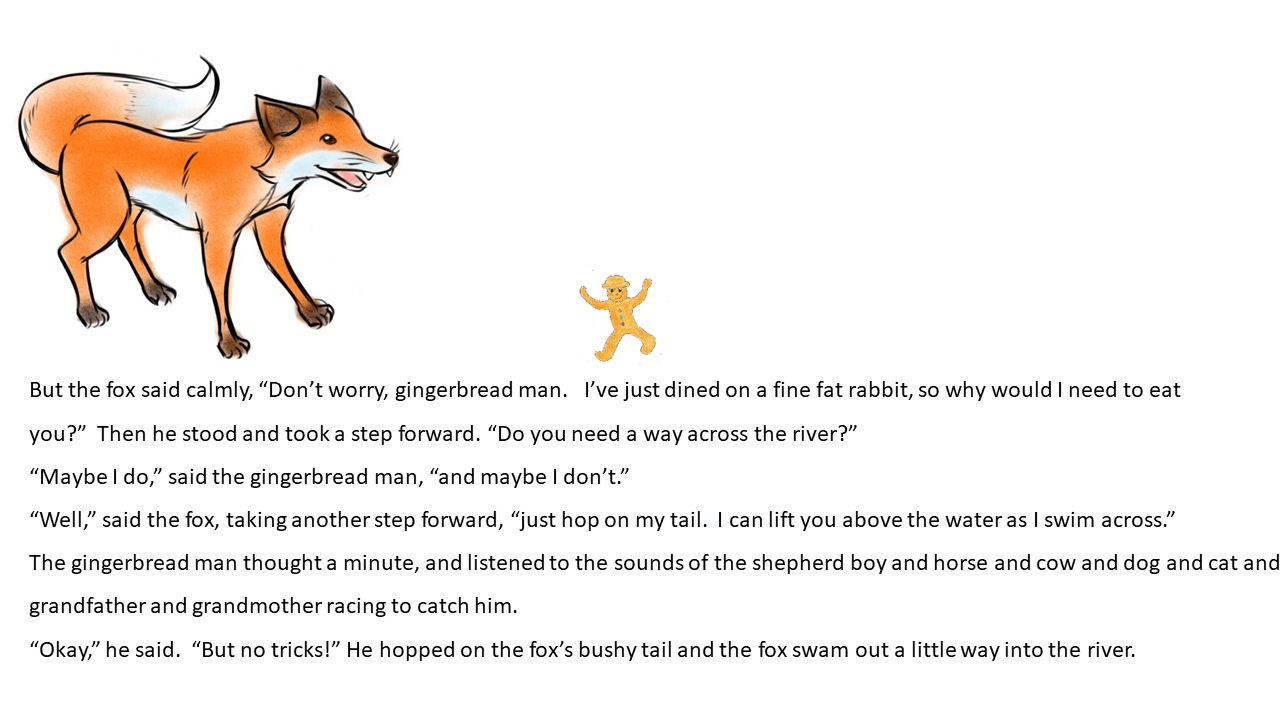 But the fox said calmly, “Don’t worry, gingerbread man.   I’ve just dined on a fine fat rabbit, so why would I need to eat
you?”  Then he stood and took a step forward. “Do you need a way across the river?”
“Maybe I do,” said the gingerbread man, “and maybe I don’t.”
“Well,” said the fox, taking another step forward, “just hop on my tail.  I can lift you above the water as I swim across.”
The gingerbread man thought a minute, and listened to the sounds of the shepherd boy and horse and cow and dog and cat and
grandfather and grandmother racing to catch him.
“Okay,” he said.  “But no tricks!” He hopped on the fox’s bushy tail and the fox swam out a little way into the river.